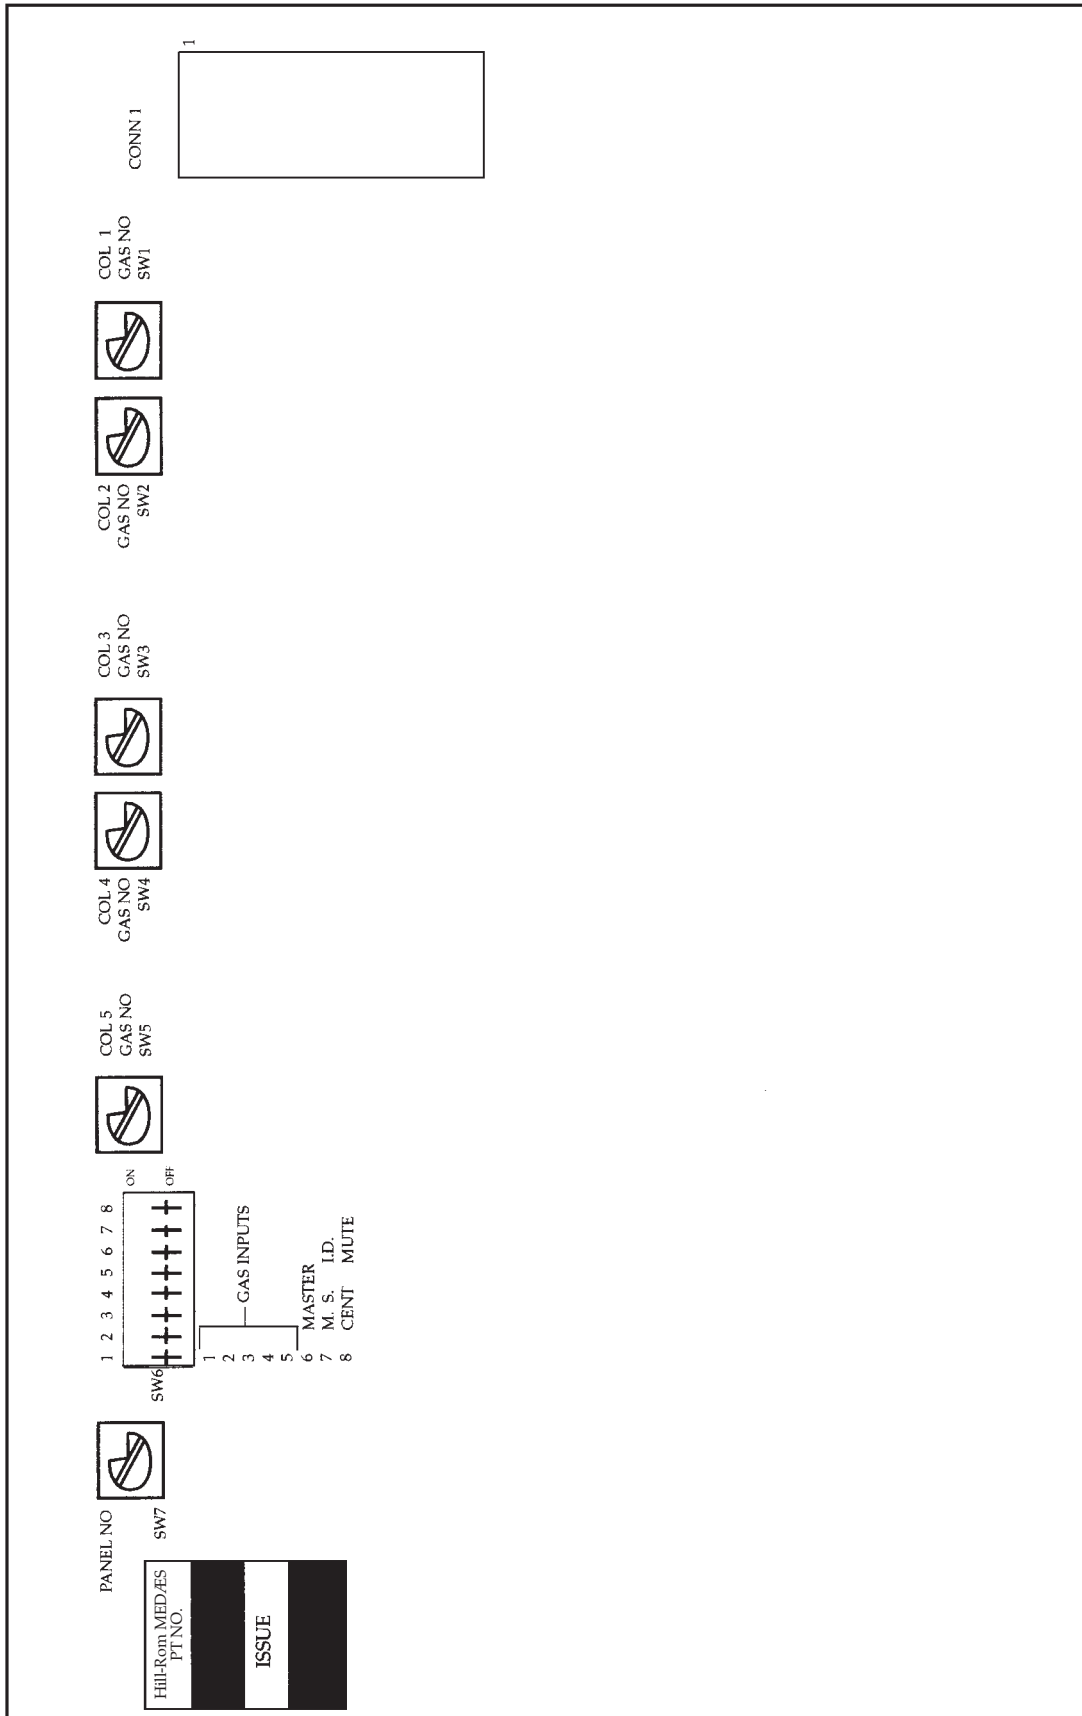 Hill-Rom MEDÆS
PT NO.
ISSUE
PANEL NO
SW7
SW6
1 2 3 4 5 6 7 8
ON
OFF
1
2
3
4
5
GAS INPUTS
6 MASTER
7 M. S. I.D.
8 CENT MUTE
COL 5
GAS NO
SW5
COL 4
GAS NO
SW4
COL 3
GAS NO
SW3
COL 2
GAS NO
SW2
COL 1
GAS NO
SW1
CONN 1
1